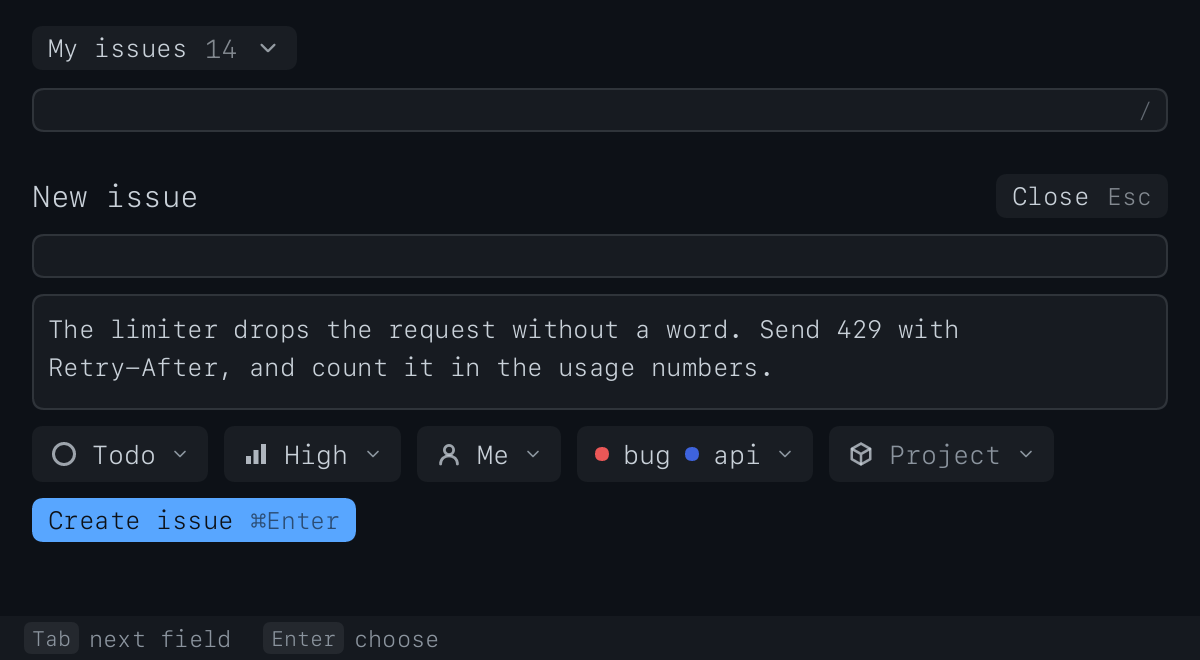 My issues 14
/
New issue
Close Esc
The limiter drops the request without a word. Send 429 with
Retry-After, and count it in the usage numbers.
Todo High Me bug api Project
Create issue ⌘Enter
Tab next field Enter choose